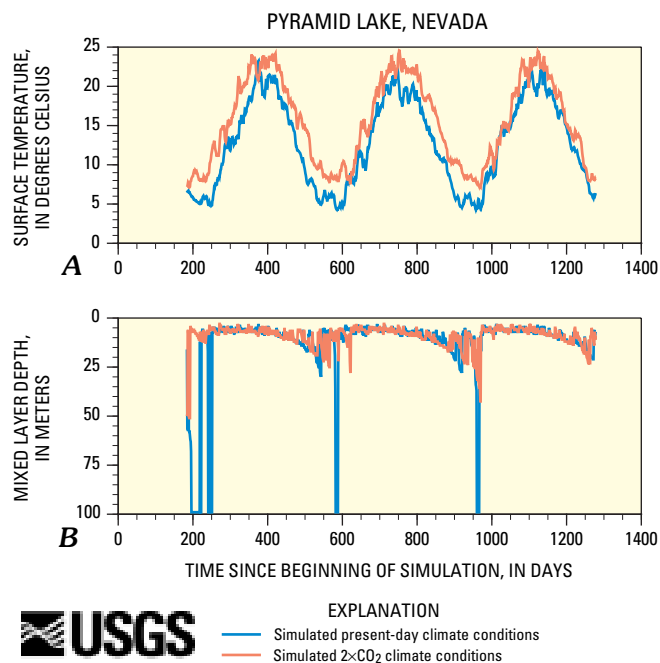 PYRAMID LAKE, NEVADA
SURFACE TEMPERATURE,
IN DEGREES CELSIUS
25
20
15
10
5
0
A
0 200 400 600 800 1000 1200 1400
MIXED LAYER DEPTH,
IN METERS
0
25
50
75
100
B
0 200 400 600 800 1000 1200 1400
TIME SINCE BEGINNING OF SIMULATION, IN DAYS
USGS
EXPLANATION
Simulated present-day climate conditions
Simulated 2×CO₂ climate conditions